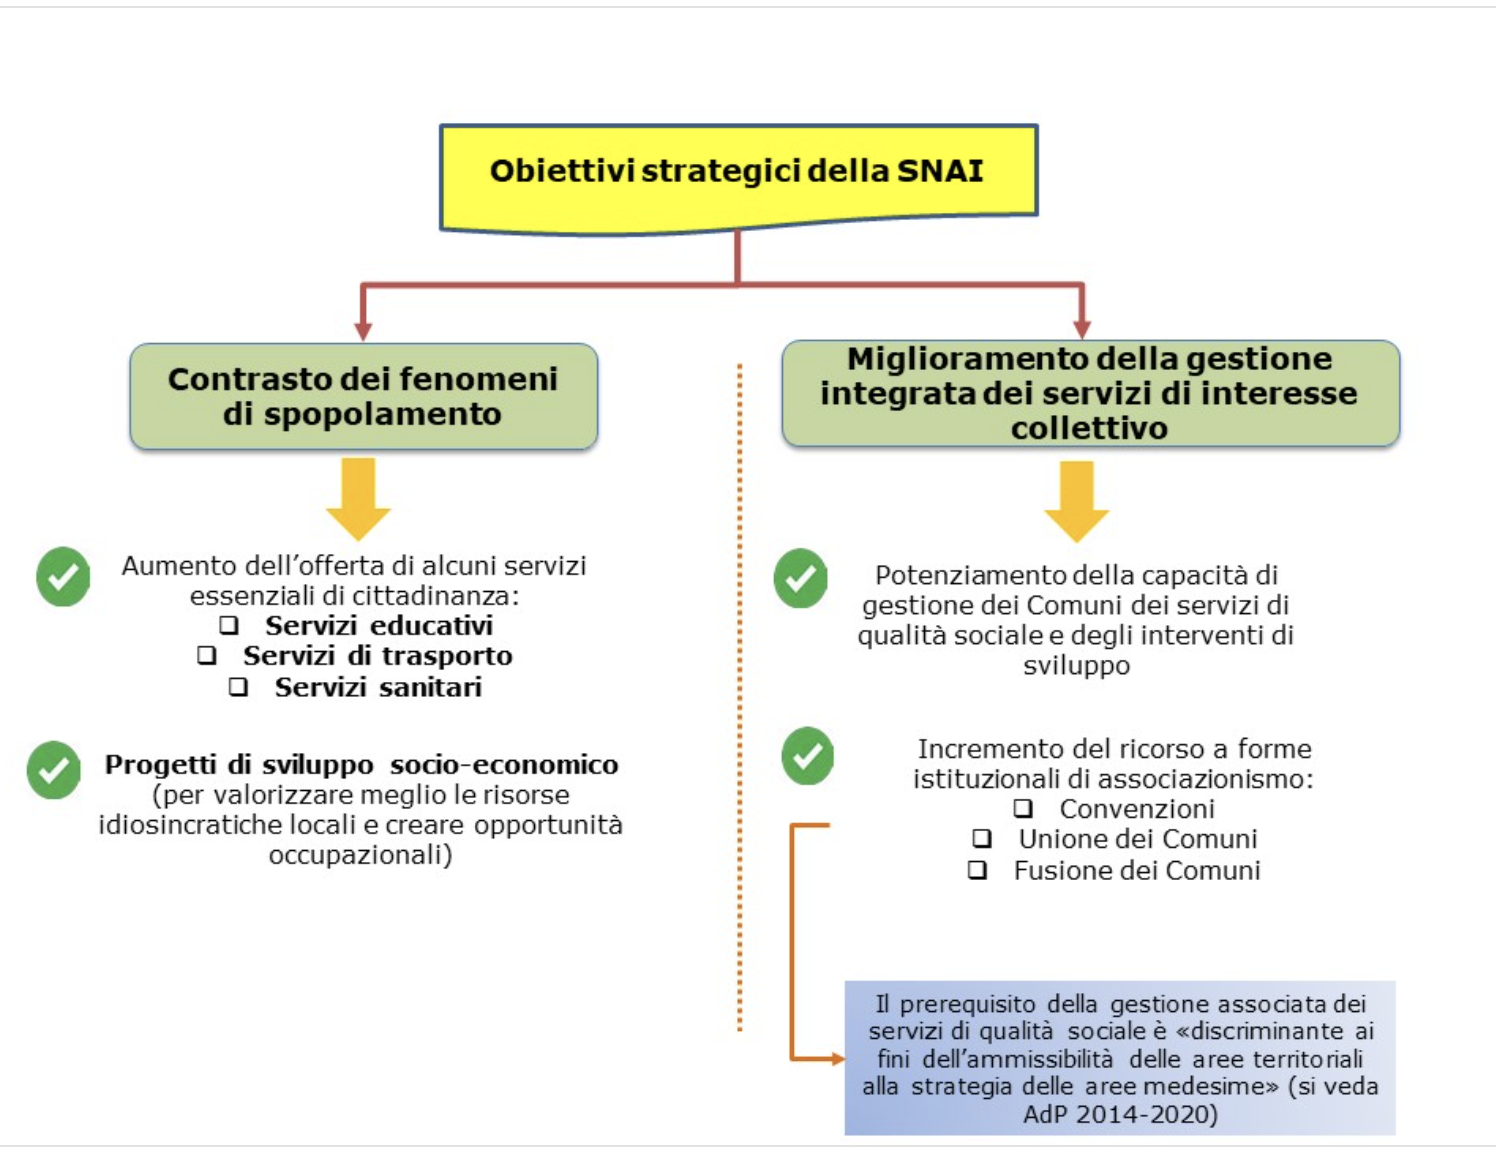 Obiettivi strategici della SNAI
Contrasto dei fenomeni
di spopolamento
Aumento dell’offerta di alcuni servizi
essenziali di cittadinanza:
❑ Servizi educativi
❑ Servizi di trasporto
❑ Servizi sanitari
Progetti di sviluppo socio-economico
(per valorizzare meglio le risorse
idiosincratiche locali e creare opportunità
occupazionali)
Miglioramento della gestione
integrata dei servizi di interesse
collettivo
Potenziamento della capacità di
gestione dei Comuni dei servizi di
qualità sociale e degli interventi di
sviluppo
Incremento del ricorso a forme
istituzionali di associazionismo:
❑ Convenzioni
❑ Unione dei Comuni
❑ Fusione dei Comuni
Il prerequisito della gestione associata dei
servizi di qualità sociale è «discriminante ai
fini dell’ammissibilità delle aree territoriali
alla strategia delle aree medesime» (si veda
AdP 2014-2020)